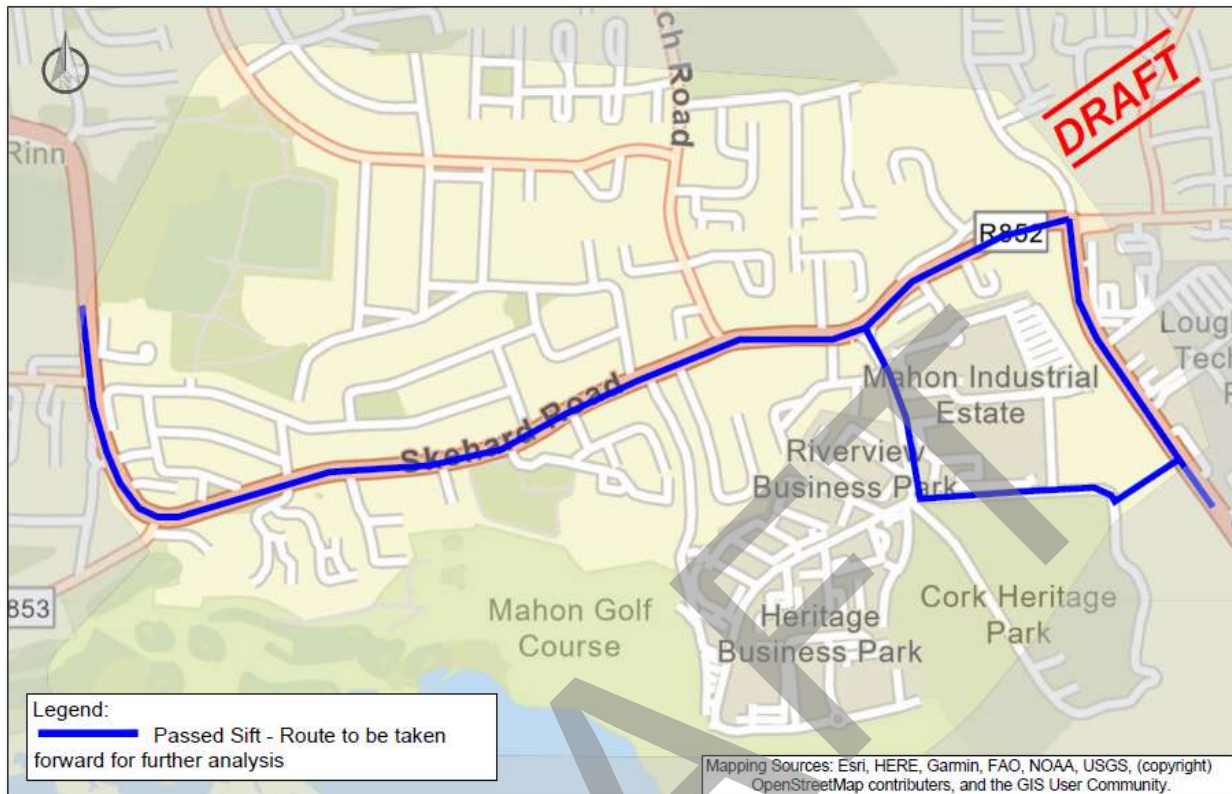 ch Road
DRAFT
Rinn
R852
Loug
Tech
Mahon Industrial
Estate
Skehard Road
Riverview
Business Park
853
Mahon Golf
Course
Heritage
Business Park
Cork Heritage
Park
Legend:
Passed Sift - Route to be taken
forward for further analysis
Mapping Sources: Esri, HERE, Garmin, FAO, NOAA, USGS, (copyright)
OpenStreetMap contributors, and the GIS User Community.